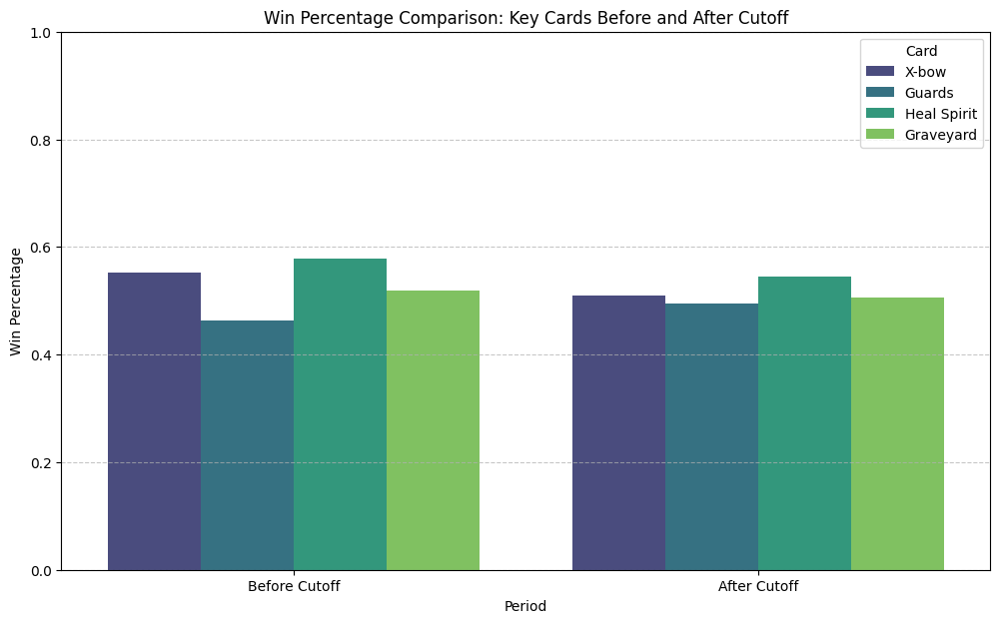 Win Percentage Comparison: Key Cards Before and After Cutoff
Card
X-bow
Guards
Heal Spirit
Graveyard
Win Percentage
1.0
0.8
0.6
0.4
0.2
0.0
Before Cutoff
After Cutoff
Period